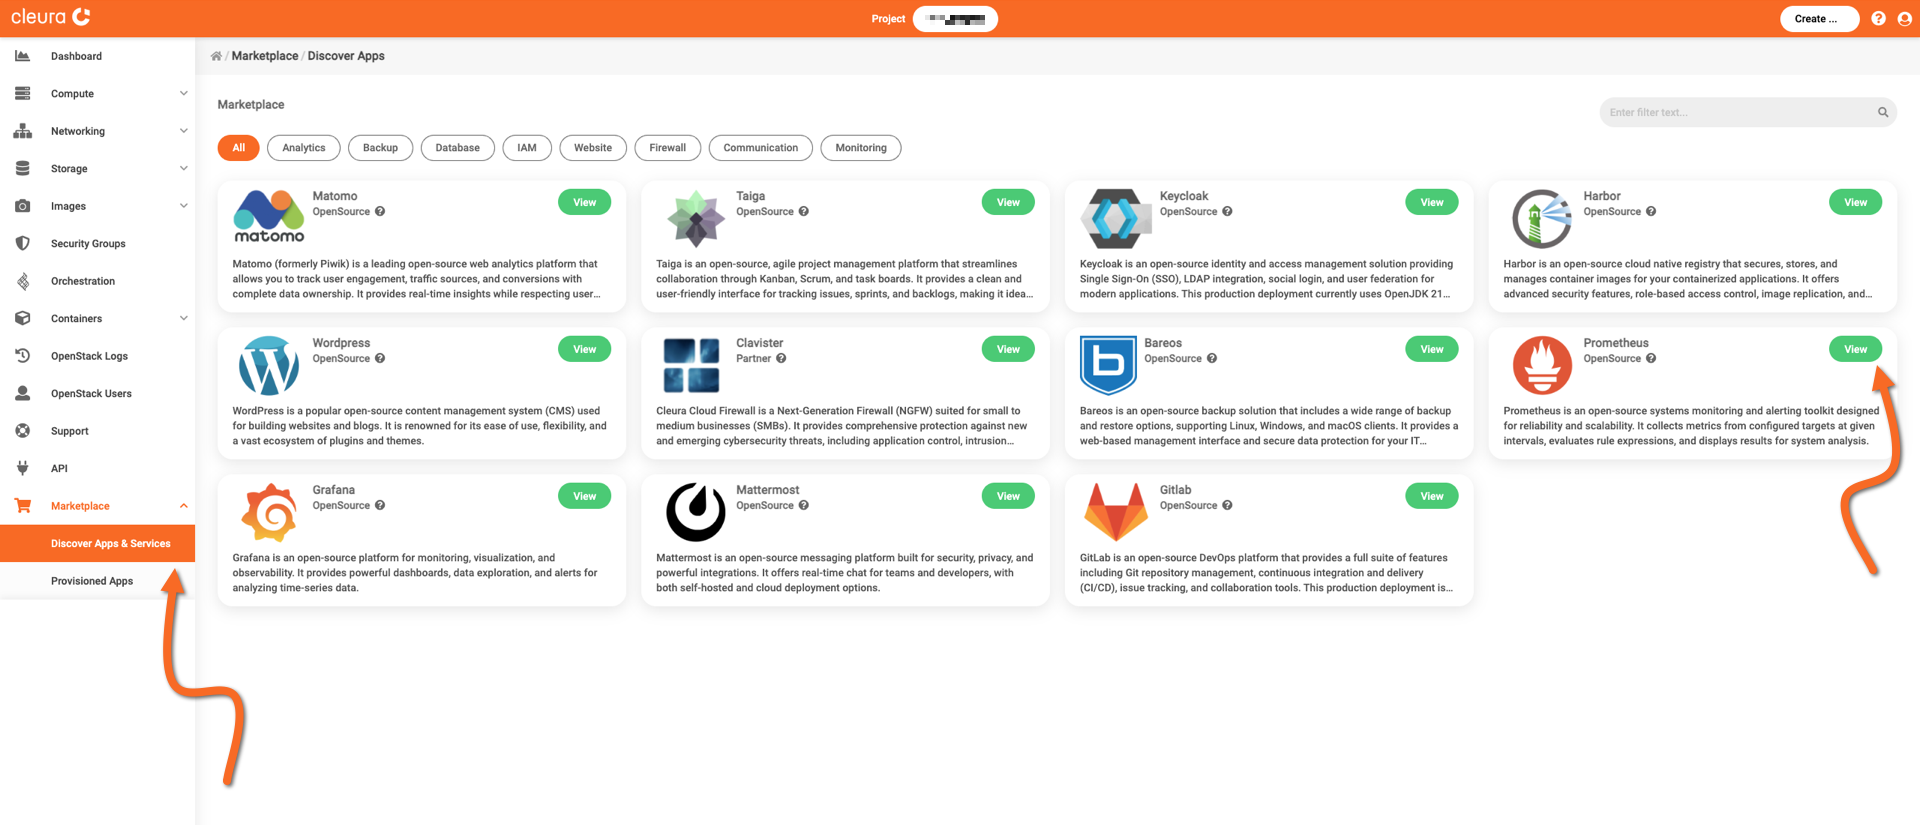 cleura
Project
Create ...
Dashboard
Compute
Networking
Storage
Images
Security Groups
Orchestration
Containers
OpenStack Logs
OpenStack Users
Support
API
Marketplace
Discover Apps & Services
Provisioned Apps
/ Marketplace / Discover Apps
Marketplace
Enter filter text...
All
Analytics
Backup
Database
IAM
Website
Firewall
Communication
Monitoring
matomo
Matomo
OpenSource
View
Matomo (formerly Piwik) is a leading open-source web analytics platform that
allows you to track user engagement, traffic sources, and conversions with
complete data ownership. It provides real-time insights while respecting user...
Taiga
OpenSource
View
Taiga is an open-source, agile project management platform that streamlines
collaboration through Kanban, Scrum, and task boards. It provides a clean and
user-friendly interface for tracking issues, sprints, and backlogs, making it idea...
Keycloak
OpenSource
View
Keycloak is an open-source identity and access management solution providing
Single Sign-On (SSO), LDAP integration, social login, and user federation for
modern applications. This production deployment currently uses OpenJDK 21...
Harbor
OpenSource
View
Harbor is an open-source cloud native registry that secures, stores, and
manages container images for your containerized applications. It offers
advanced security features, role-based access control, image replication, and...
Wordpress
OpenSource
View
WordPress is a popular open-source content management system (CMS) used
for building websites and blogs. It is renowned for its ease of use, flexibility, and
a vast ecosystem of plugins and themes.
Clavister
Partner
View
Cleura Cloud Firewall is a Next-Generation Firewall (NGFW) suited for small to
medium businesses (SMBs). It provides comprehensive protection against new
and emerging cybersecurity threats, including application control, intrusion...
Bareos
OpenSource
View
Bareos is an open-source backup solution that includes a wide range of backup
and restore options, supporting Linux, Windows, and macOS clients. It provides a
web-based management interface and secure data protection for your IT...
Prometheus
OpenSource
View
Prometheus is an open-source systems monitoring and alerting toolkit designed
for reliability and scalability. It collects metrics from configured targets at given
intervals, evaluates rule expressions, and displays results for system analysis.
Grafana
OpenSource
View
Grafana is an open-source platform for monitoring, visualization, and
observability. It provides powerful dashboards, data exploration, and alerts for
analyzing time-series data.
Mattermost
OpenSource
View
Mattermost is an open-source messaging platform built for security, privacy, and
powerful integrations. It offers real-time chat for teams and developers, with
both self-hosted and cloud deployment options.
Gitlab
OpenSource
View
GitLab is an open-source DevOps platform that provides a full suite of features
including Git repository management, continuous integration and delivery
(CI/CD), issue tracking, and collaboration tools. This production deployment is...